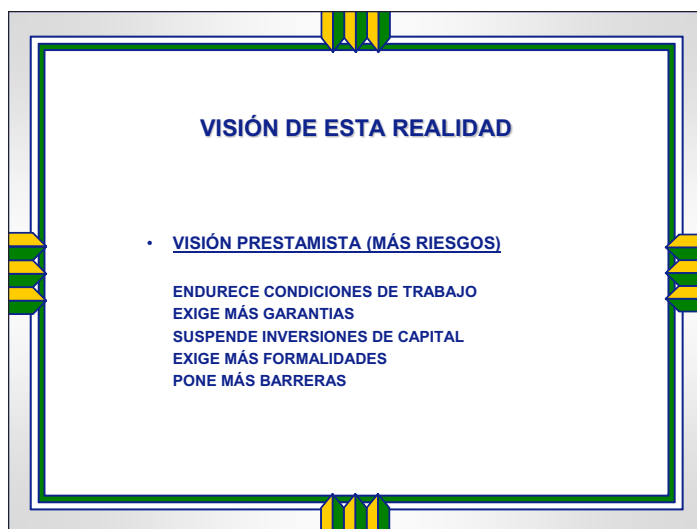 VISIÓN DE ESTA REALIDAD
• VISIÓN PRESTAMISTA (MÁS RIESGOS)
ENDURECE CONDICIONES DE TRABAJO
EXIGE MÁS GARANTIAS
SUSPENDE INVERSIONES DE CAPITAL
EXIGE MÁS FORMALIDADES
PONE MÁS BARRERAS